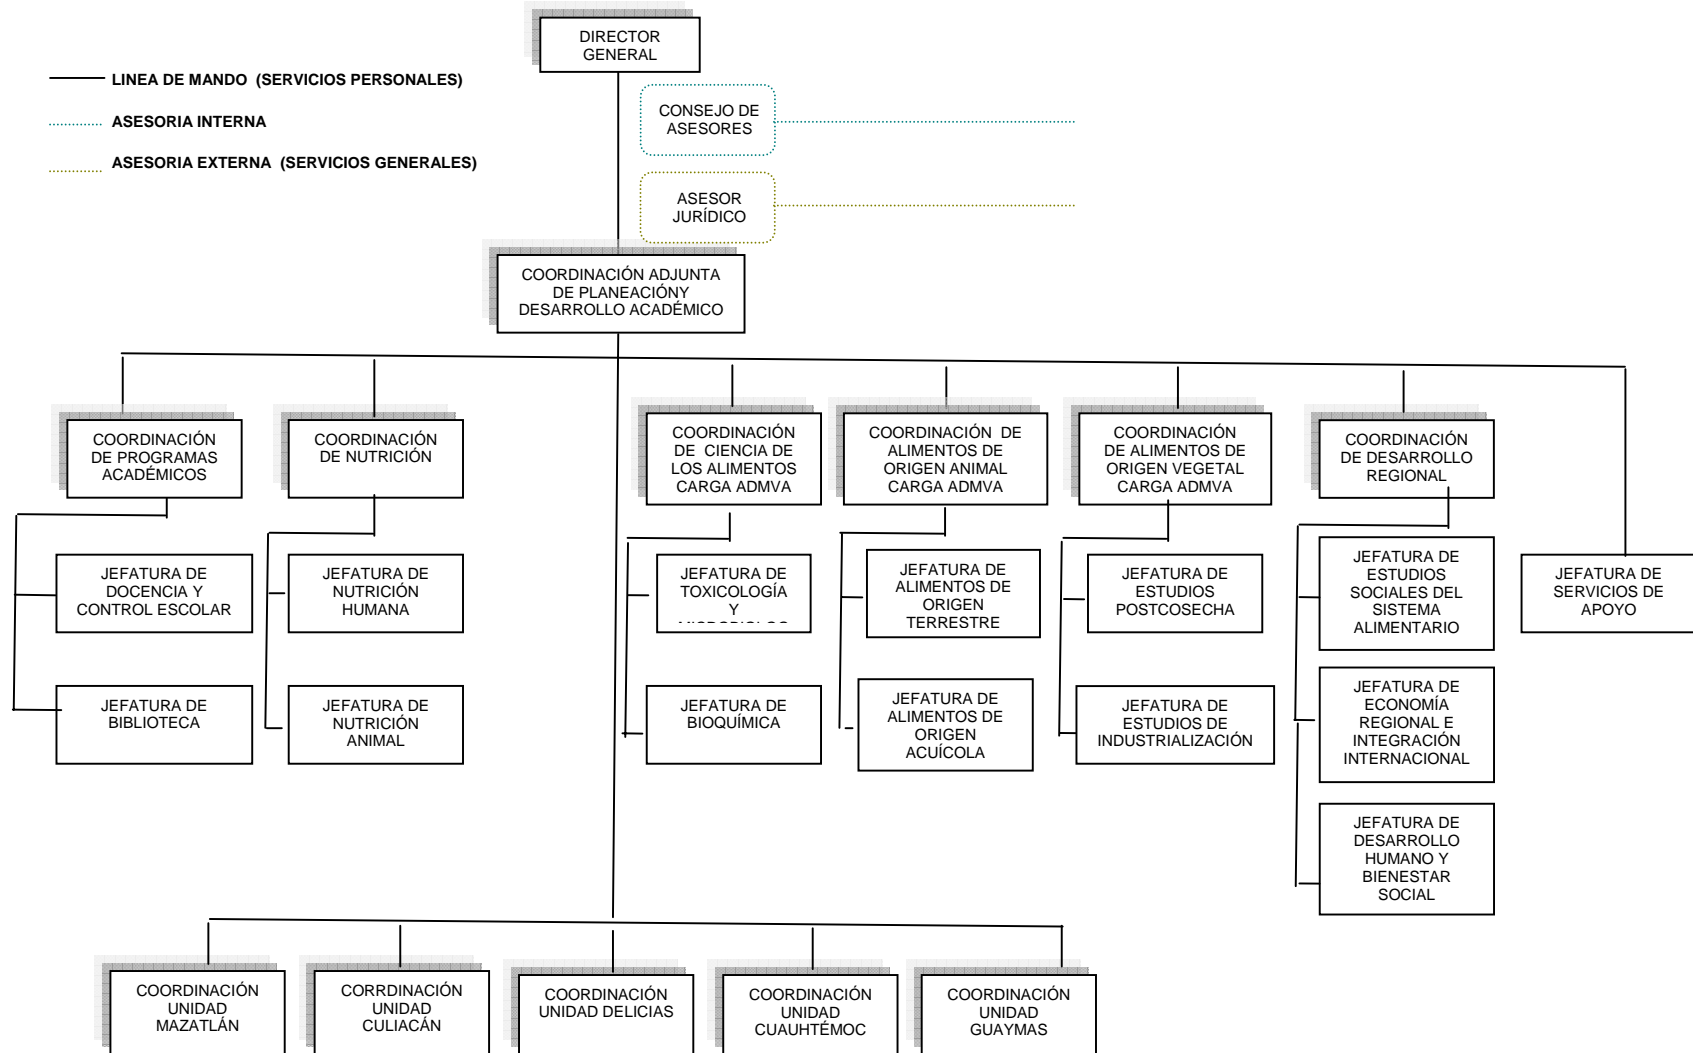 DIRECTOR
GENERAL
LINEA DE MANDO (SERVICIOS PERSONALES)
ASESORIA INTERNA
ASESORIA EXTERNA (SERVICIOS GENERALES)
CONSEJO DE
ASESORES
ASESOR
JURÍDICO
COORDINACIÓN ADJUNTA
DE PLANEACIÓNY
DESARROLLO ACADÉMICO
COORDINACIÓN
DE PROGRAMAS
ACADÉMICOS
COORDINACIÓN
DE NUTRICIÓN
COORDINACIÓN
DE CIENCIA DE
LOS ALIMENTOS
CARGA ADMVA
COORDINACIÓN DE
ALIMENTOS DE
ORIGEN ANIMAL
CARGA ADMVA
COORDINACIÓN
DE ALIMENTOS DE
ORIGEN VEGETAL
CARGA ADMVA
COORDINACIÓN
DE DESARROLLO
REGIONAL
JEFATURA DE
DOCENCIA Y
CONTROL ESCOLAR
JEFATURA DE
NUTRICIÓN
HUMANA
JEFATURA DE
TOXICOLOGÍA
Y
JEFATURA DE
ALIMENTOS DE
ORIGEN
TERRESTRE
JEFATURA DE
ESTUDIOS
POSTCOSECHA
JEFATURA DE
ESTUDIOS
SOCIALES DEL
SISTEMA
ALIMENTARIO
JEFATURA DE
SERVICIOS DE
APOYO
JEFATURA DE
BIBLIOTECA
JEFATURA DE
NUTRICIÓN
ANIMAL
JEFATURA DE
BIOQUÍMICA
JEFATURA DE
ALIMENTOS DE
ORIGEN
ACUÍCOLA
JEFATURA DE
ESTUDIOS DE
INDUSTRIALIZACIÓN
JEFATURA DE
ECONOMÍA
REGIONAL E
INTEGRACIÓN
INTERNACIONAL
JEFATURA DE
DESARROLLO
HUMANO Y
BIENESTAR
SOCIAL
COORDINACIÓN
UNIDAD
MAZATLÁN
CORRDINACIÓN
UNIDAD
CULIACÁN
COORDINACIÓN
UNIDAD DELICIAS
COORDINACIÓN
UNIDAD
CUAUHTÉMOC
COORDINACIÓN
UNIDAD
GUAYMAS